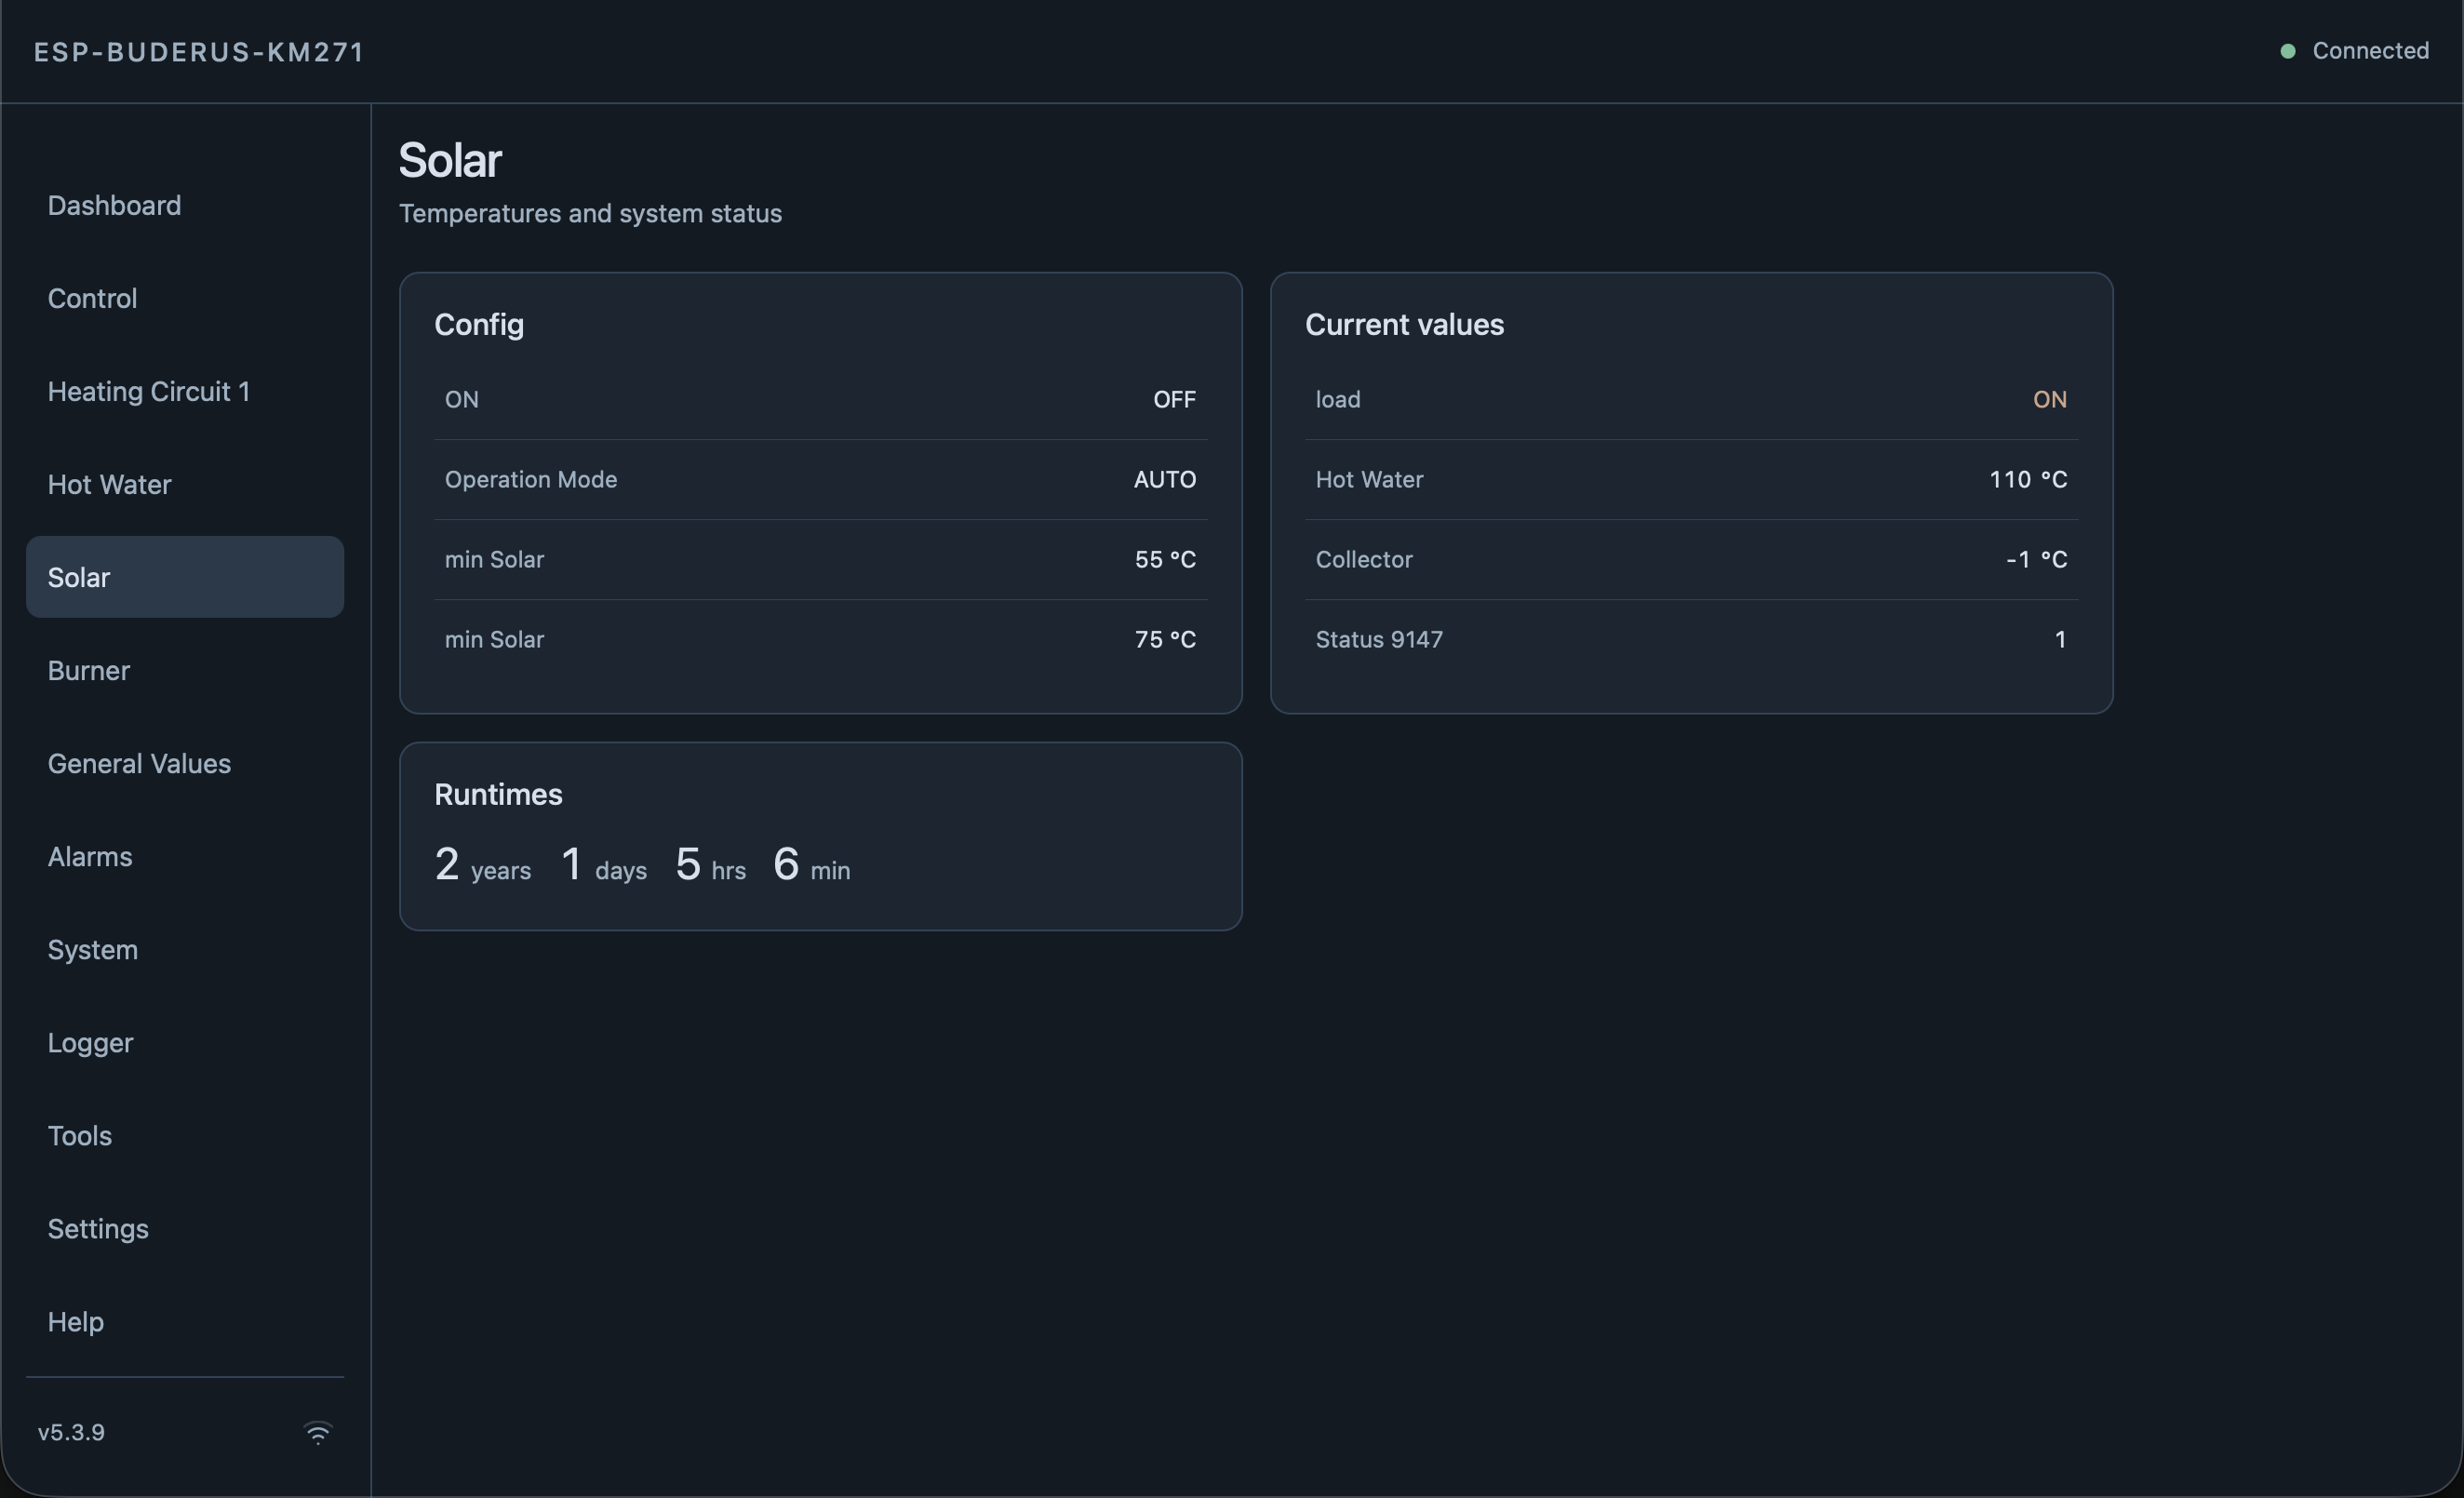 ESP-BUDERUS-KM271
Connected
Dashboard
Control
Heating Circuit 1
Hot Water
Solar
Burner
General Values
Alarms
System
Logger
Tools
Settings
Help
v5.3.9
Solar
Temperatures and system status
Config
ON OFF
Operation Mode AUTO
min Solar 55 °C
min Solar 75 °C
Current values
load ON
Hot Water 110 °C
Collector -1 °C
Status 9147 1
Runtimes
2 years 1 days 5 hrs 6 min